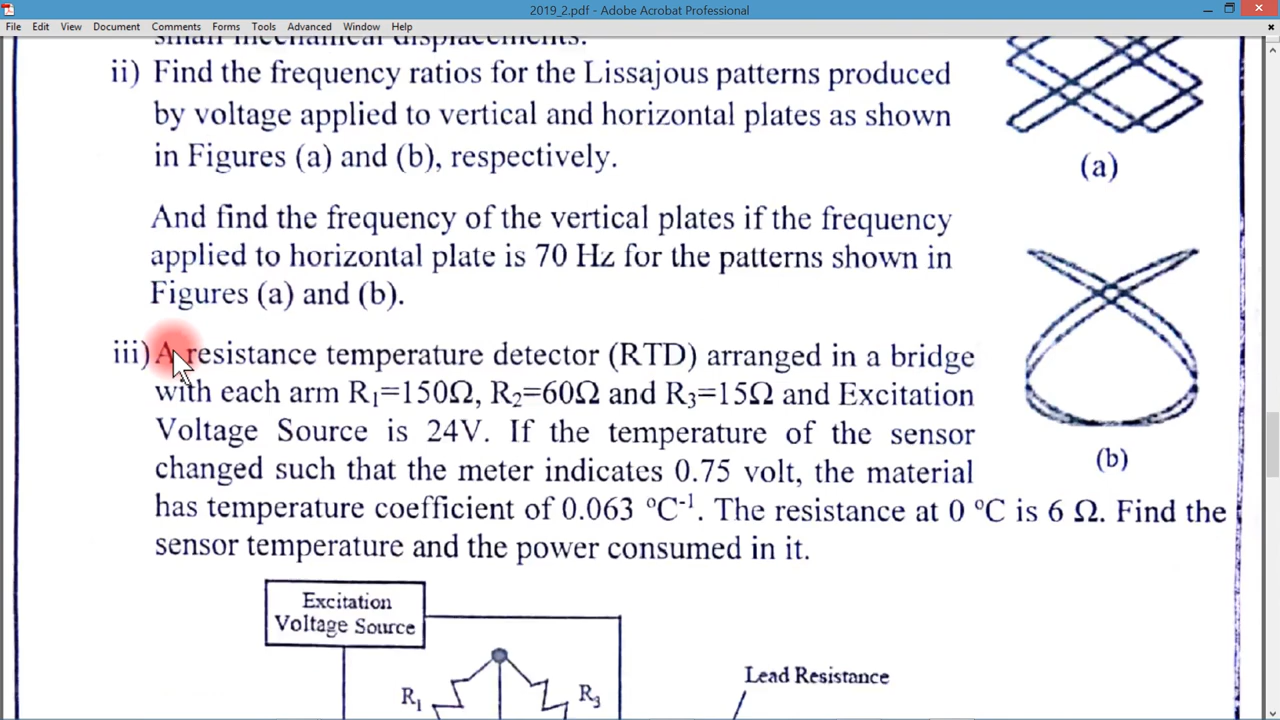 2019_2.pdf - Adobe Acrobat Professional
File Edit View Document Comments Forms Tools Advanced Window Help
small mechanical displacements.
ii) Find the frequency ratios for the Lissajous patterns produced
by voltage applied to vertical and horizontal plates as shown
in Figures (a) and (b), respectively.
(a)
And find the frequency of the vertical plates if the frequency
applied to horizontal plate is 70 Hz for the patterns shown in
Figures (a) and (b).
iii) A resistance temperature detector (RTD) arranged in a bridge
with each arm R₁=150Ω, R₂=60Ω and R₃=15Ω and Excitation
Voltage Source is 24V. If the temperature of the sensor
(b)
changed such that the meter indicates 0.75 volt, the material
has temperature coefficient of 0.063 ºC⁻¹. The resistance at 0 ºC is 6 Ω. Find the
sensor temperature and the power consumed in it.
Excitation
Voltage Source
Lead Resistance
R₁
R₃